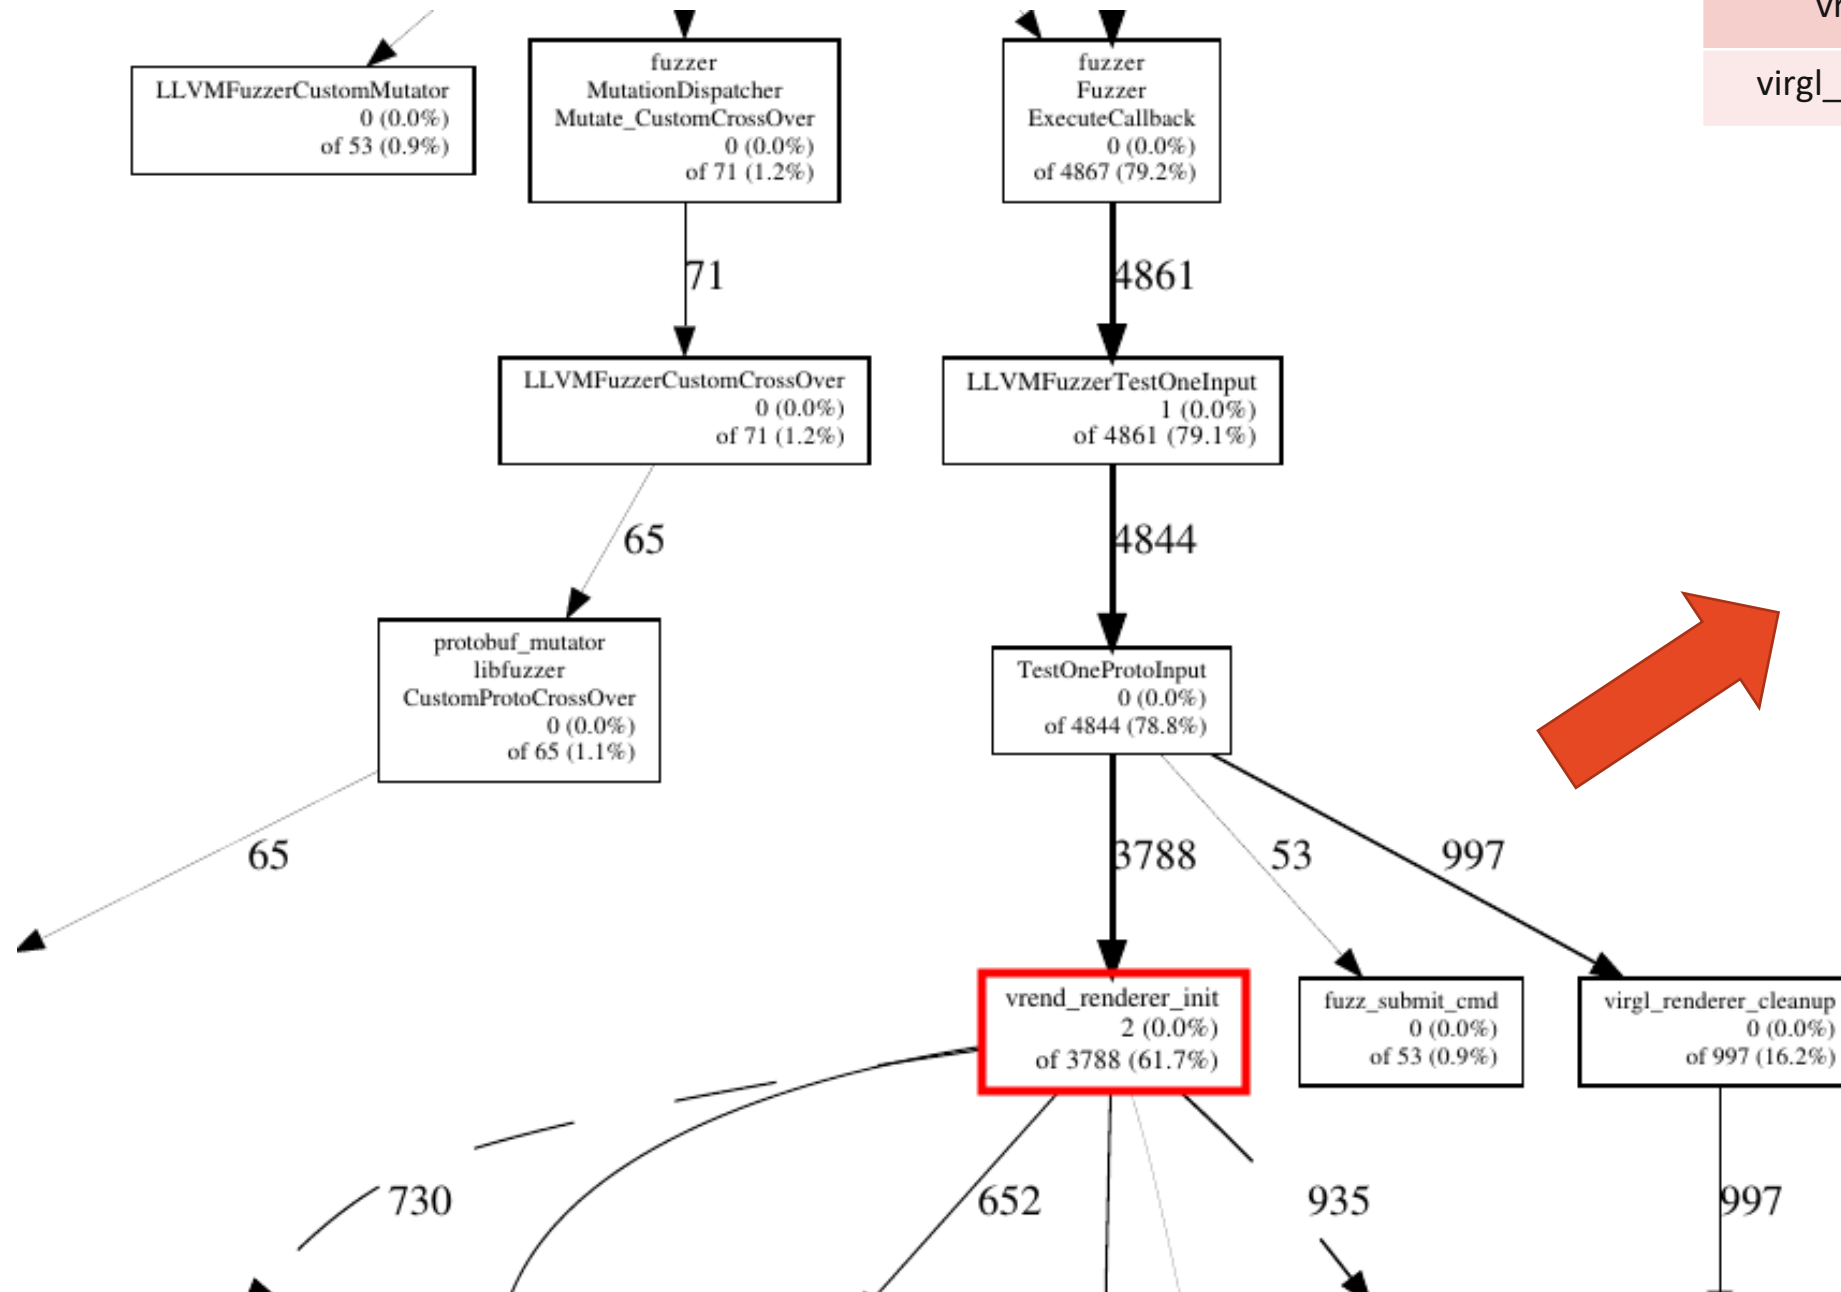 vr
virgl_
LLVMFuzzerCustomMutator
0 (0.0%)
of 53 (0.9%)
fuzzer
MutationDispatcher
Mutate_CustomCrossOver
0 (0.0%)
of 71 (1.2%)
fuzzer
Fuzzer
ExecuteCallback
0 (0.0%)
of 4867 (79.2%)
71
4861
LLVMFuzzerCustomCrossOver
0 (0.0%)
of 71 (1.2%)
LLVMFuzzerTestOneInput
1 (0.0%)
of 4861 (79.1%)
65
4844
protobuf_mutator
libfuzzer
CustomProtoCrossOver
0 (0.0%)
of 65 (1.1%)
TestOneProtoInput
0 (0.0%)
of 4844 (78.8%)
65
3788
53
997
vrend_renderer_init
2 (0.0%)
of 3788 (61.7%)
fuzz_submit_cmd
0 (0.0%)
of 53 (0.9%)
virgl_renderer_cleanup
0 (0.0%)
of 997 (16.2%)
730
652
935
997